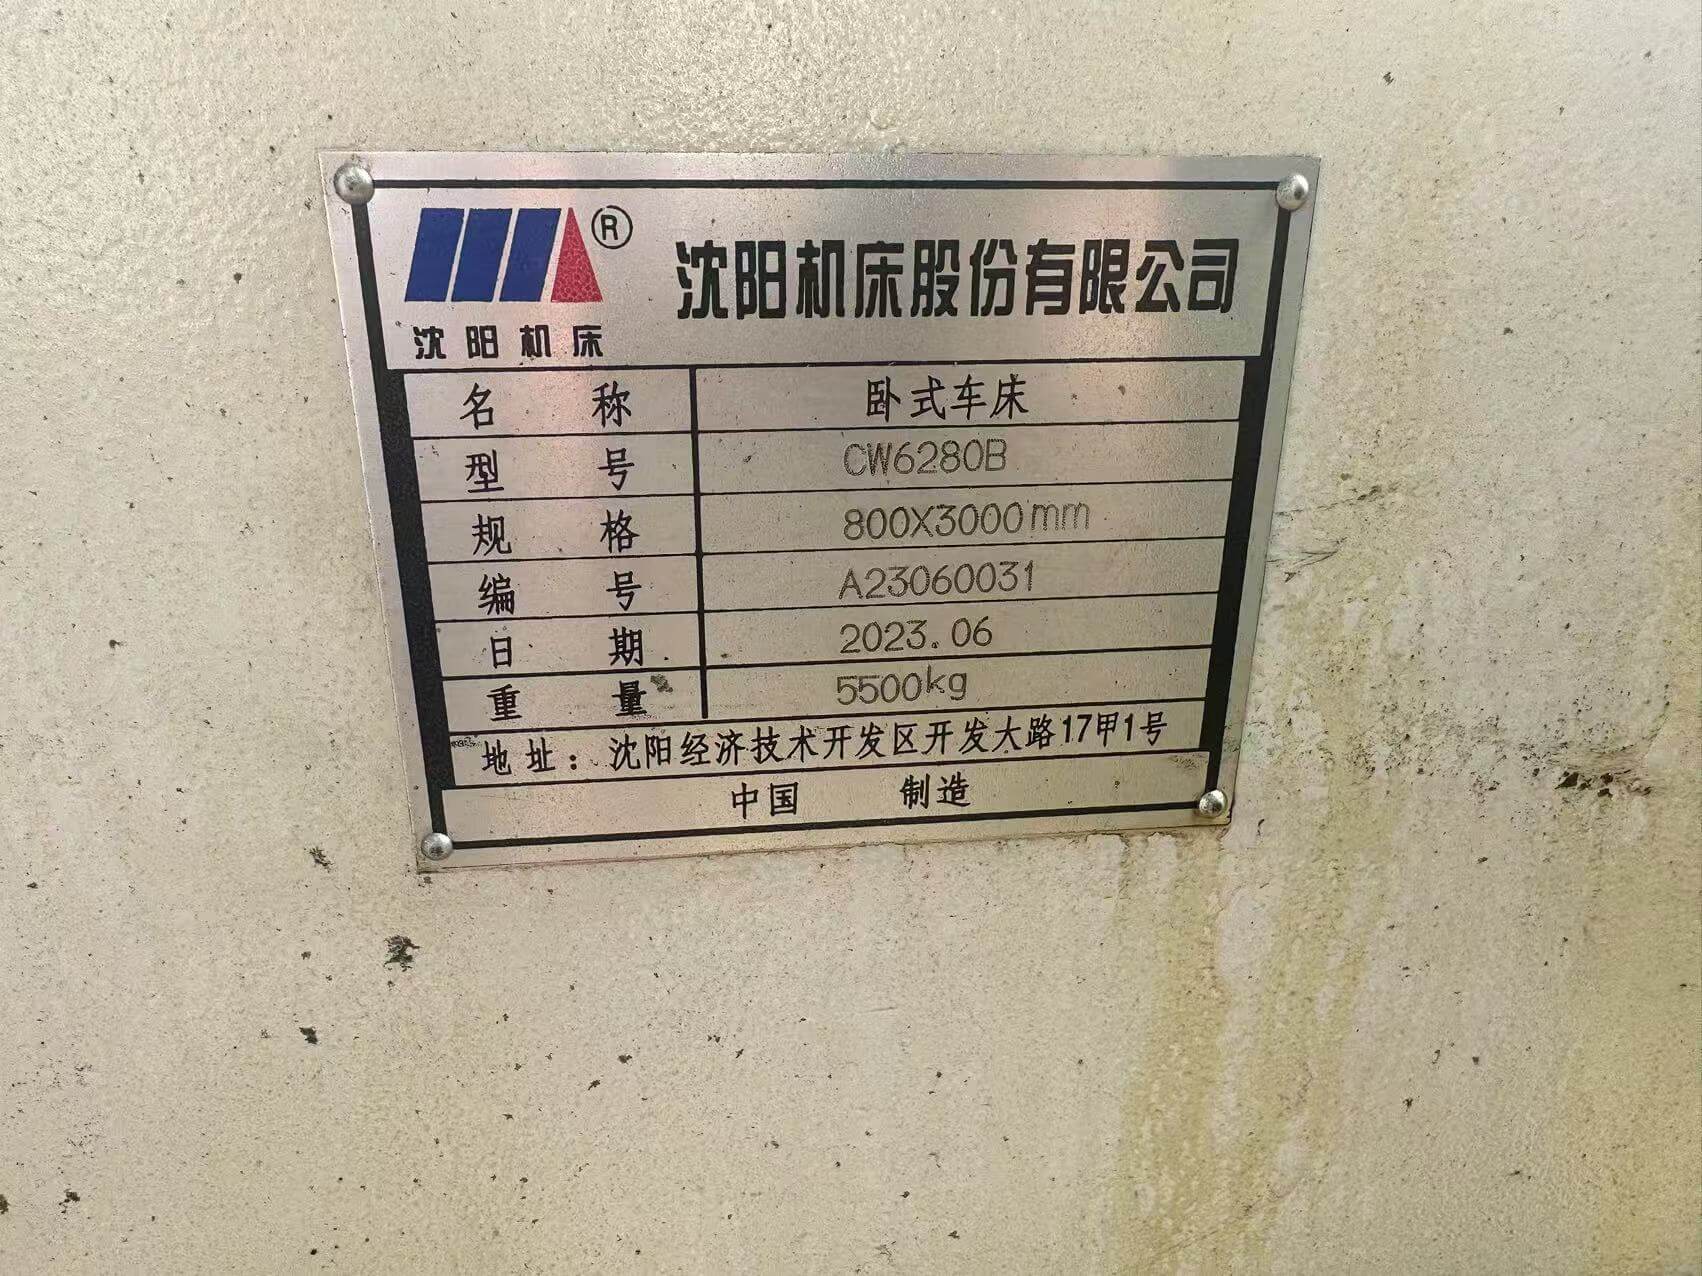 ®
沈阳机床股份有限公司
沈阳机床
名称 卧式车床
型号 CW6280B
规格 800X3000mm
编号 A23060031
日期 2023.06
重量 5500kg
地址：沈阳经济技术开发区开发大路17甲1号
中国 制造